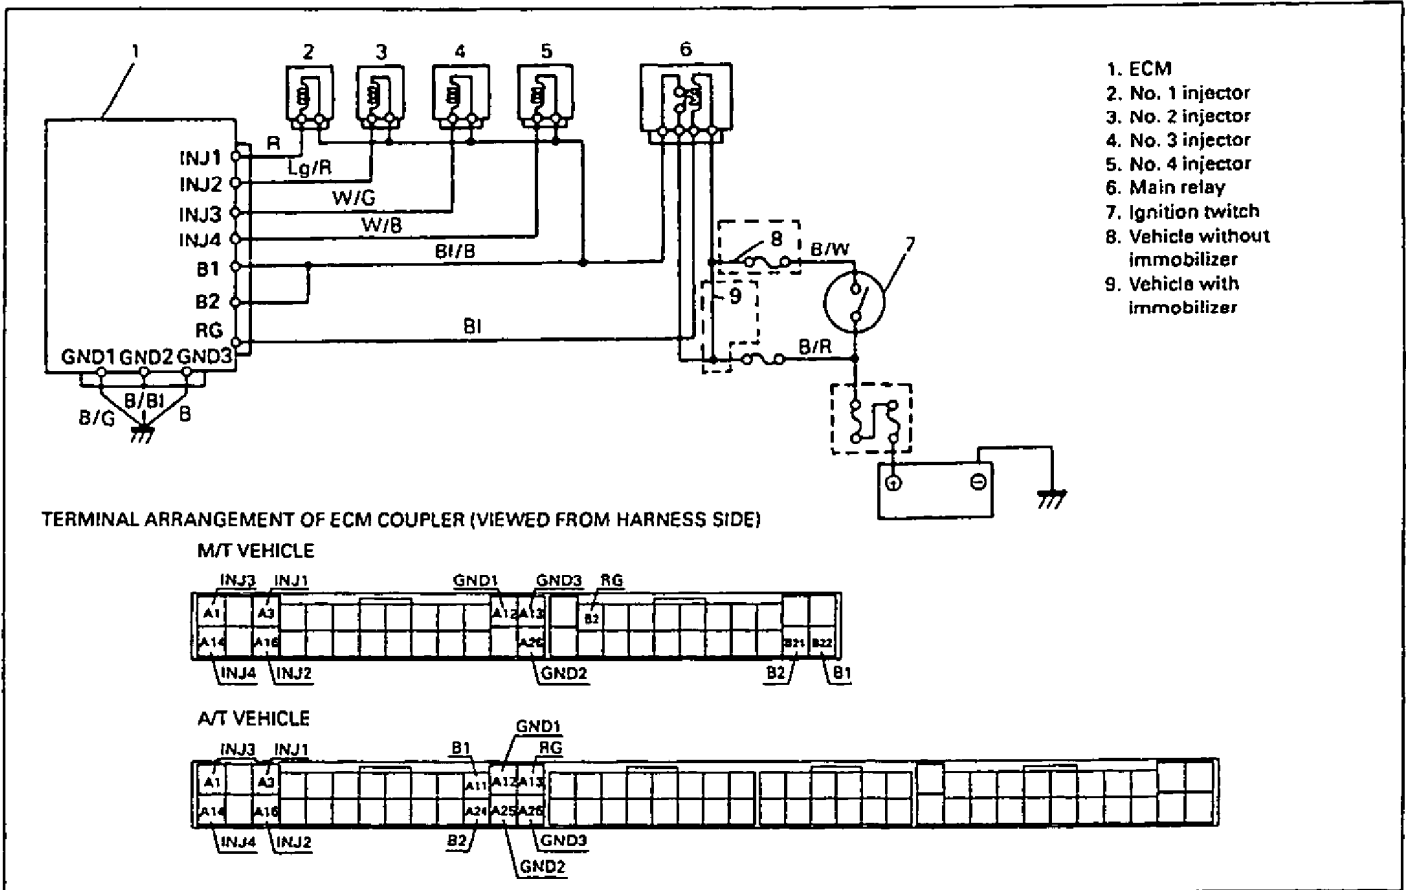 1
2
3
4
5
6
1. ECM
2. No. 1 injector
3. No. 2 injector
4. No. 3 injector
5. No. 4 injector
6. Main relay
7. Ignition twitch
8. Vehicle without
immobilizer
9. Vehicle with
immobilizer
INJ1
R
Lg/R
INJ2
W/G
INJ3
W/B
INJ4
Bl/B
B1
B2
RG
Bl
8
B/W
7
9
B/R
GND1 GND2 GND3
B/G
B/Bl
B
TERMINAL ARRANGEMENT OF ECM COUPLER (VIEWED FROM HARNESS SIDE)
M/T VEHICLE
INJ3 INJ1 GND1 GND3 RG
A1 A3 A12 A13 B2
A14 A16 A26 B21 B22
INJ4 INJ2 GND2 B2 B1
A/T VEHICLE
GND1
INJ3 INJ1 B1 RG
A1 A3 A11 A12 A13
A14 A16 A24 A25 A26
INJ4 INJ2 B2 GND3
GND2